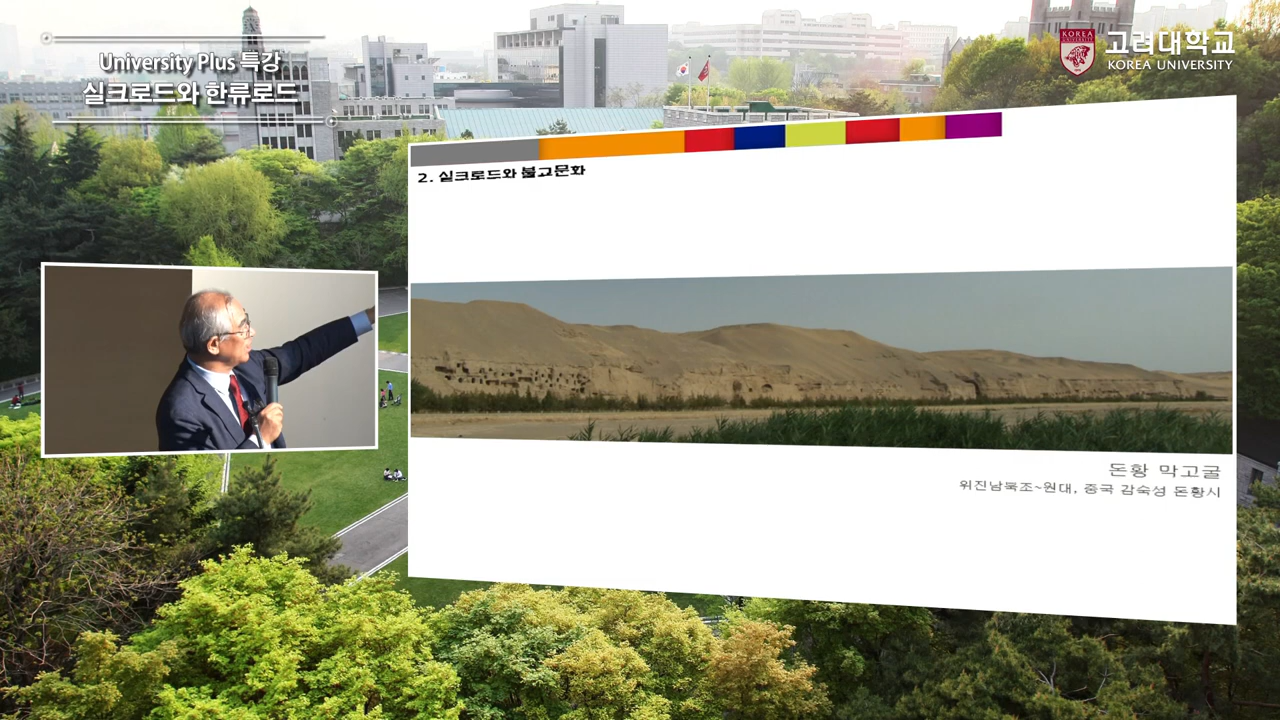 University Plus 특강
실크로드와 한류로드
KOREA
고려대학교
KOREA UNIVERSITY
2. 실크로드와 불교문화
돈황 막고굴
위진남북조~원대, 중국 감숙성 돈황시